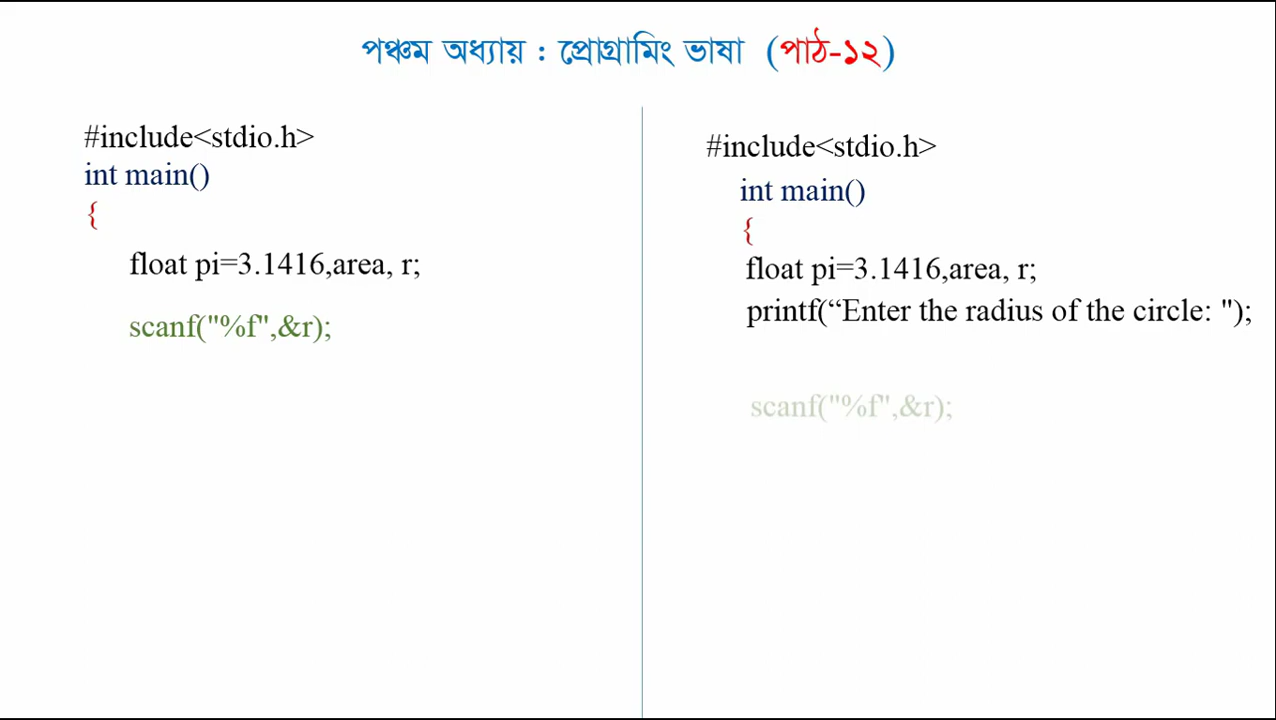 পঞ্চম অধ্যায় : প্রোগ্রামিং ভাষা (পাঠ-১২)
#include<stdio.h>
int main()
{
float pi=3.1416,area, r;
scanf("%f",&r);
#include<stdio.h>
int main()
{
float pi=3.1416,area, r;
printf(“Enter the radius of the circle: ");
scanf("%f",&r);